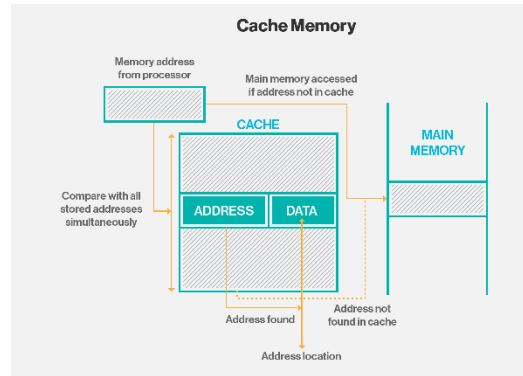 Cache Memory
Memory address
from processor
Main memory accessed
if address not in cache
CACHE
MAIN
MEMORY
Compare with all
stored addresses
simultaneously
ADDRESS
DATA
Address found
Address not
found in cache
Address location